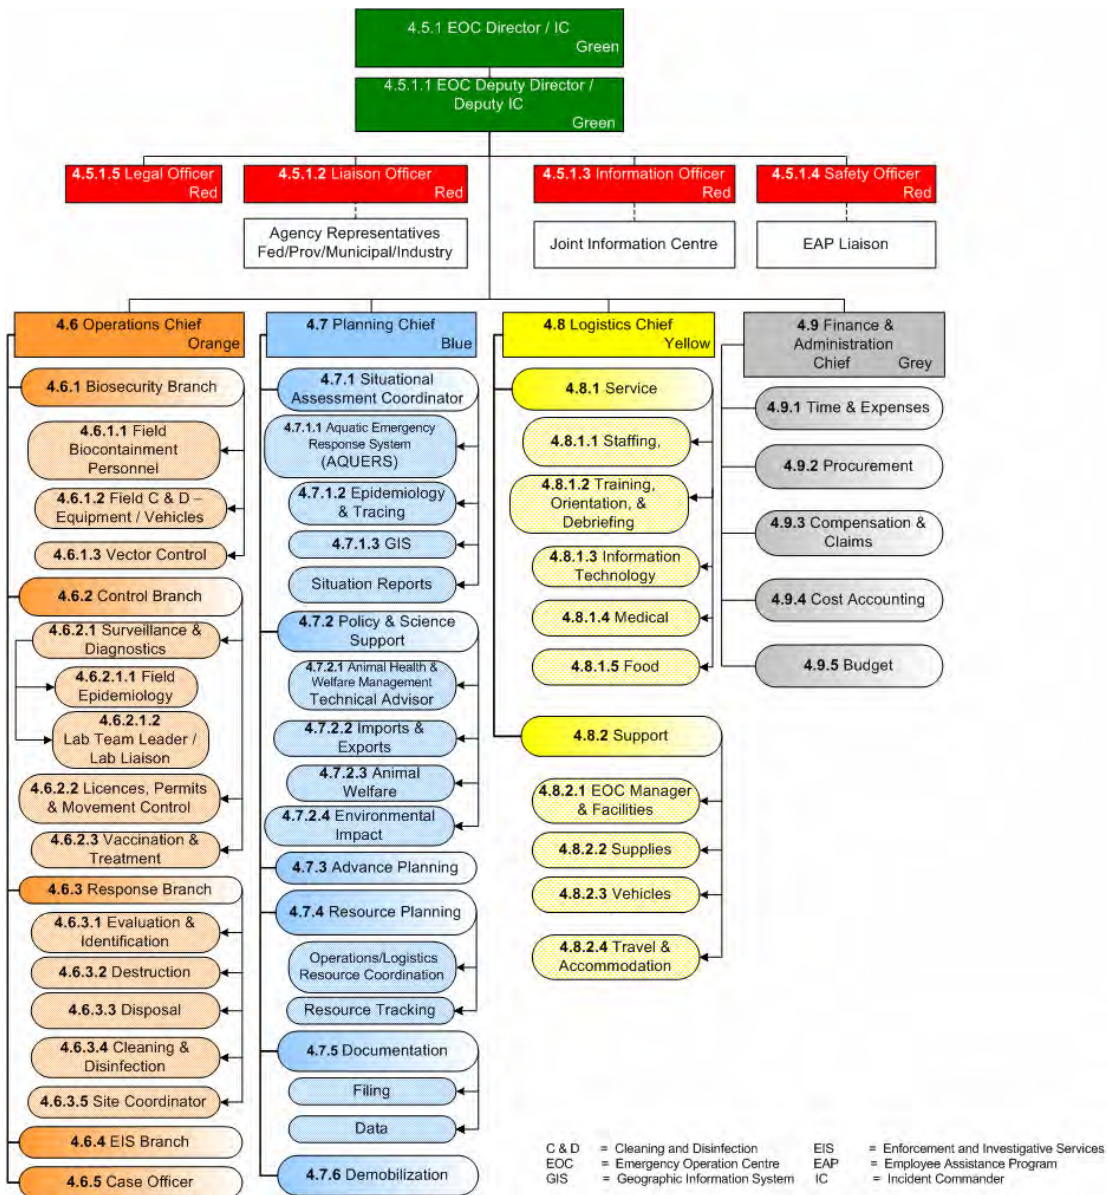 4.5.1 EOC Director / IC
Green
4.5.1.1 EOC Deputy Director /
Deputy IC
Green
4.5.1.5 Legal Officer
Red
4.5.1.2 Liaison Officer
Red
4.5.1.3 Information Officer
Red
4.5.1.4 Safety Officer
Red
Agency Representatives
Fed/Prov/Municipal/Industry
Joint Information Centre
EAP Liaison
4.6 Operations Chief
Orange
4.6.1 Biosecurity Branch
4.6.1.1 Field
Biocontainment
Personnel
4.6.1.2 Field C & D –
Equipment / Vehicles
4.6.1.3 Vector Control
4.6.2 Control Branch
4.6.2.1 Surveillance &
Diagnostics
4.6.2.1.1 Field
Epidemiology
4.6.2.1.2
Lab Team Leader /
Lab Liaison
4.6.2.2 Licences, Permits
& Movement Control
4.6.2.3 Vaccination &
Treatment
4.6.3 Response Branch
4.6.3.1 Evaluation &
Identification
4.6.3.2 Destruction
4.6.3.3 Disposal
4.6.3.4 Cleaning &
Disinfection
4.6.3.5 Site Coordinator
4.6.4 EIS Branch
4.6.5 Case Officer
4.7 Planning Chief
Blue
4.7.1 Situational
Assessment Coordinator
4.7.1.1 Aquatic Emergency
Response System
(AQUERS)
4.7.1.2 Epidemiology
& Tracing
4.7.1.3 GIS
Situation Reports
4.7.2 Policy & Science
Support
4.7.2.1 Animal Health &
Welfare Management
Technical Advisor
4.7.2.2 Imports &
Exports
4.7.2.3 Animal
Welfare
4.7.2.4 Environmental
Impact
4.7.3 Advance Planning
4.7.4 Resource Planning
Operations/Logistics
Resource Coordination
Resource Tracking
4.7.5 Documentation
Filing
Data
4.7.6 Demobilization
4.8 Logistics Chief
Yellow
4.8.1 Service
4.8.1.1 Staffing,
4.8.1.2 Training,
Orientation, &
Debriefing
4.8.1.3 Information
Technology
4.8.1.4 Medical
4.8.1.5 Food
4.8.2 Support
4.8.2.1 EOC Manager
& Facilities
4.8.2.2 Supplies
4.8.2.3 Vehicles
4.8.2.4 Travel &
Accommodation
4.9 Finance &
Administration
Chief Grey
4.9.1 Time & Expenses
4.9.2 Procurement
4.9.3 Compensation &
Claims
4.9.4 Cost Accounting
4.9.5 Budget
C & D = Cleaning and Disinfection
EOC = Emergency Operation Centre
GIS = Geographic Information System
EIS = Enforcement and Investigative Services
EAP = Employee Assistance Program
IC = Incident Commander